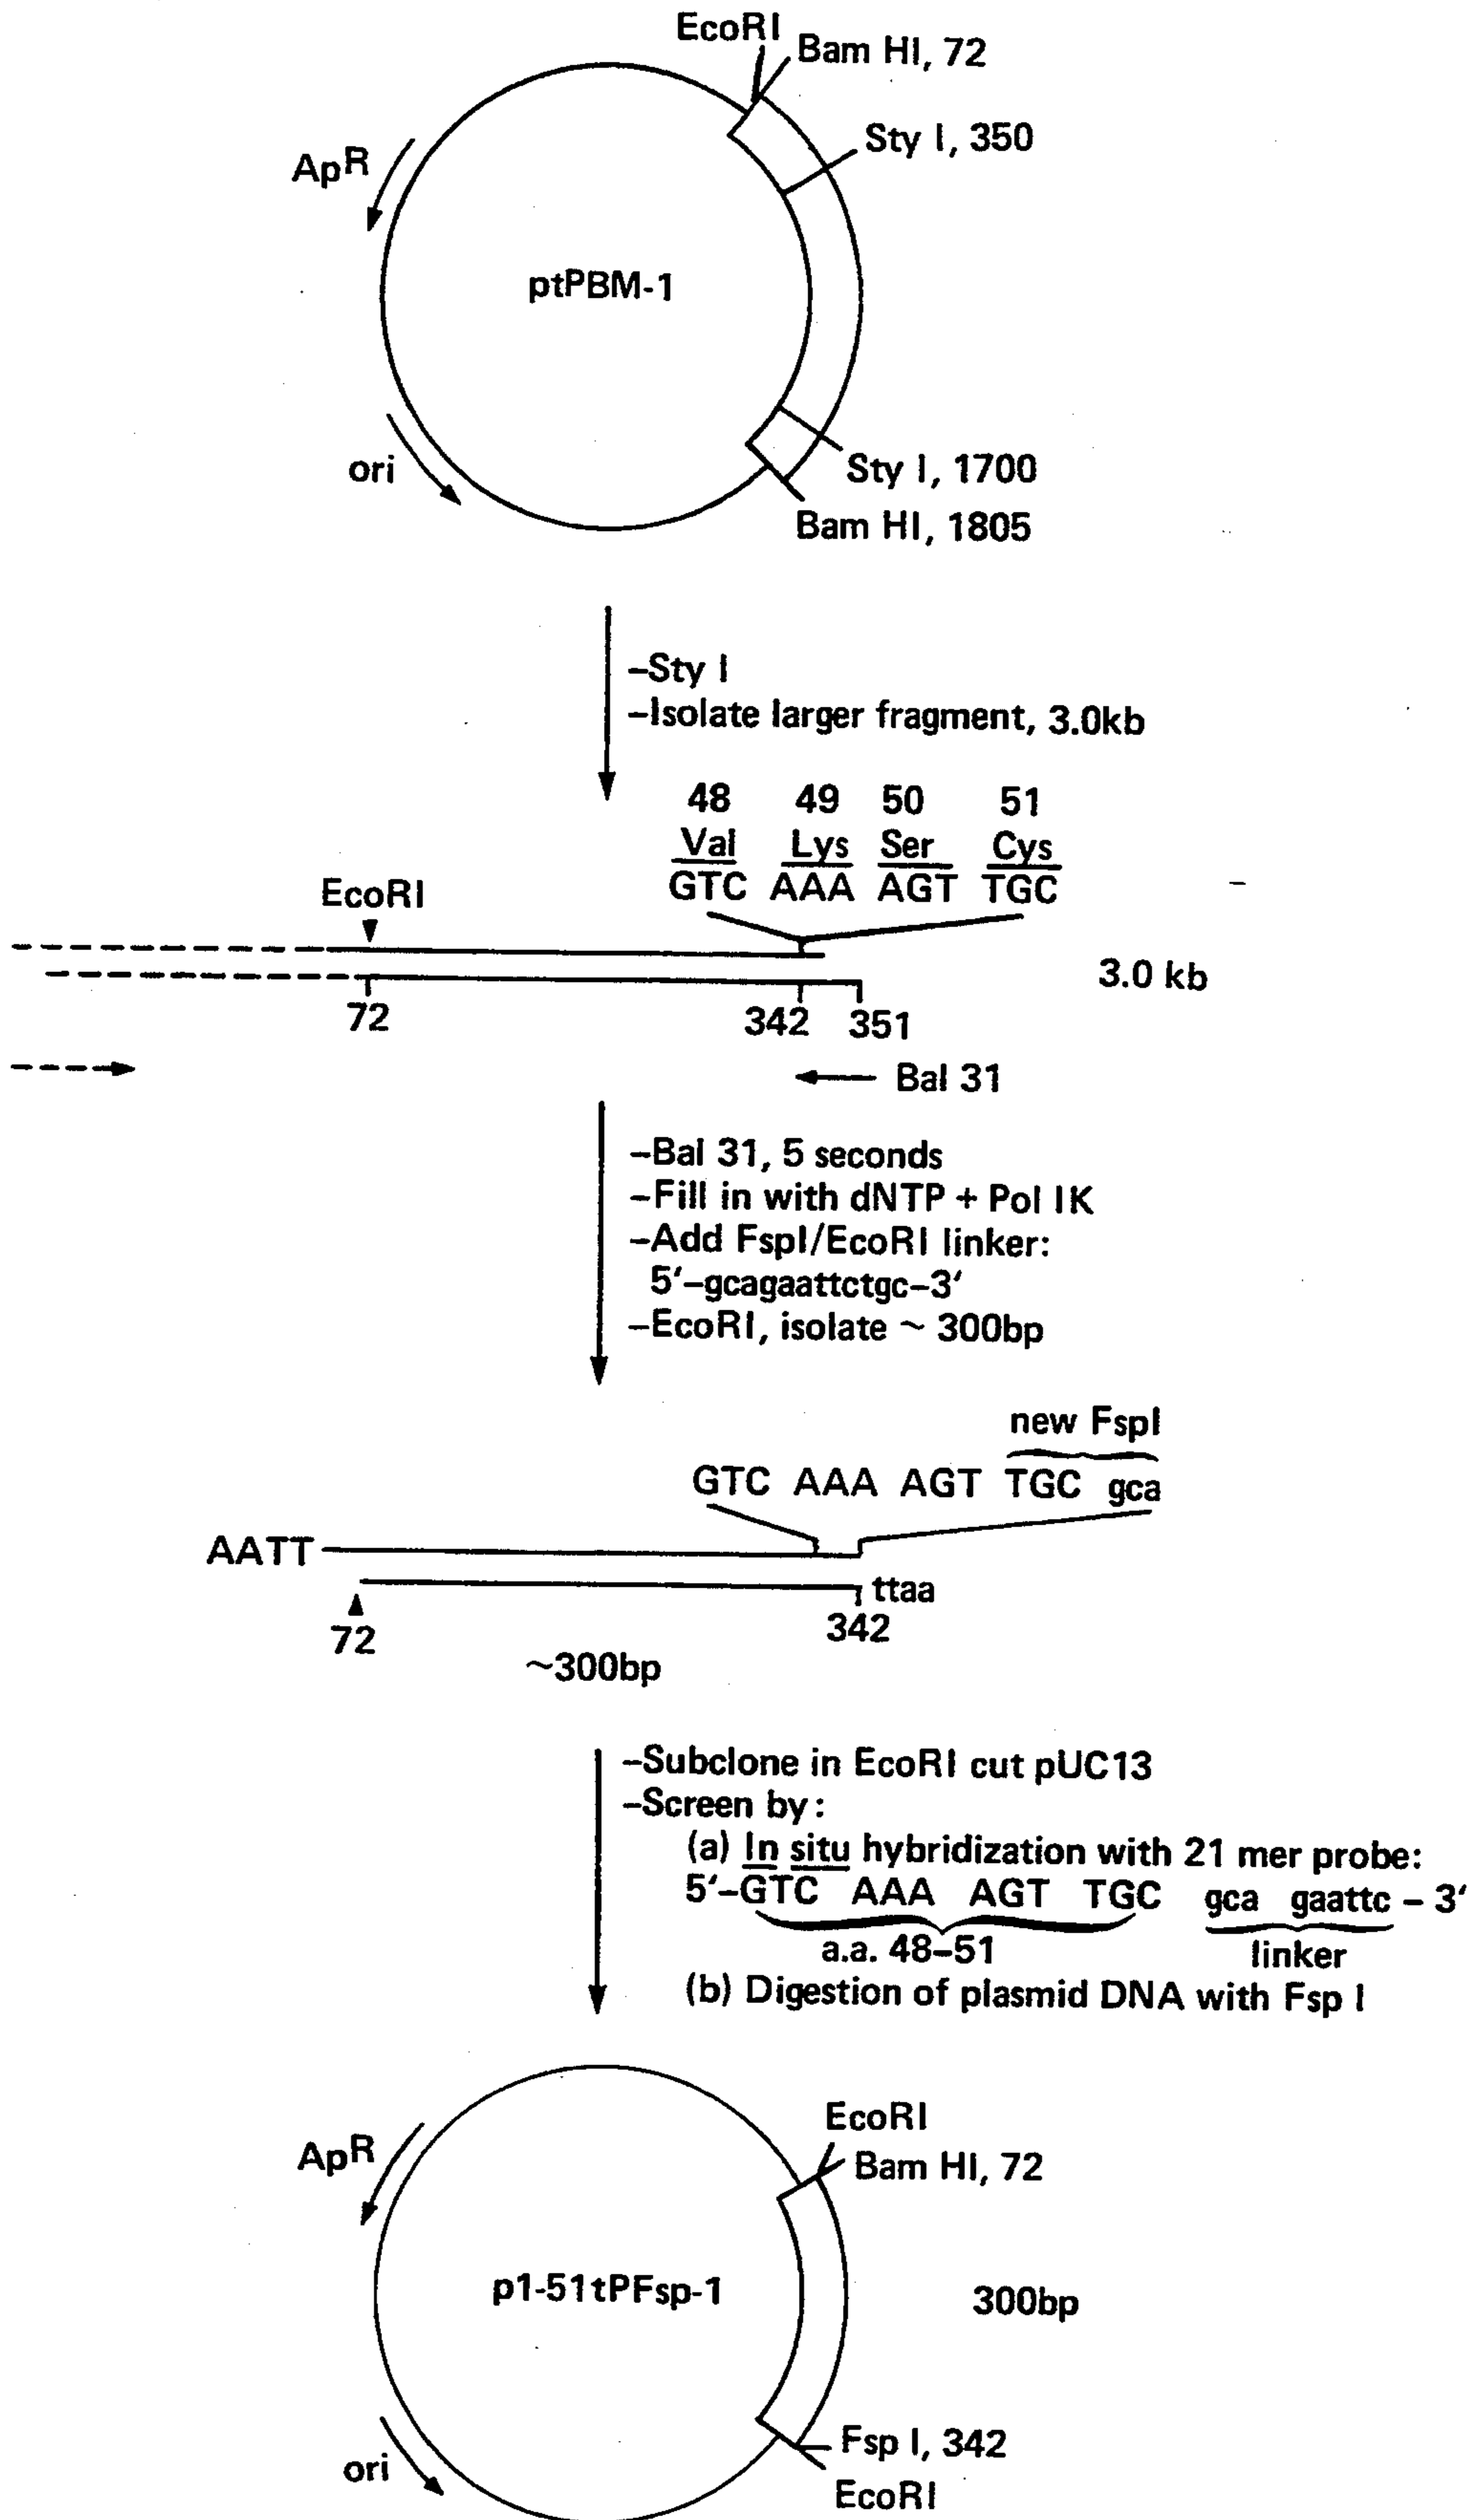 EcoRI
Bam HI, 72
Sty I, 350
ApR
ptPBM-1
ori
Sty I, 1700
Bam HI, 1805
–Sty I
–Isolate larger fragment, 3.0kb
48 49 50 51
Val Lys Ser Cys
GTC AAA AGT TGC
EcoRI
3.0 kb
72 342 351
Bal 31
–Bal 31, 5 seconds
–Fill in with dNTP + Pol IK
–Add FspI/EcoRI linker:
5'–gcagaattctgc–3'
–EcoRI, isolate ~ 300bp
new FspI
GTC AAA AGT TGC gca
AATT
ttaa
72 342
~300bp
–Subclone in EcoRI cut pUC13
–Screen by:
(a) In situ hybridization with 21 mer probe:
5'–GTC AAA AGT TGC gca gaattc – 3'
a.a. 48–51 linker
(b) Digestion of plasmid DNA with Fsp I
EcoRI
Bam HI, 72
ApR
p1-51tPFsp-1
300bp
ori
Fsp I, 342
EcoRI